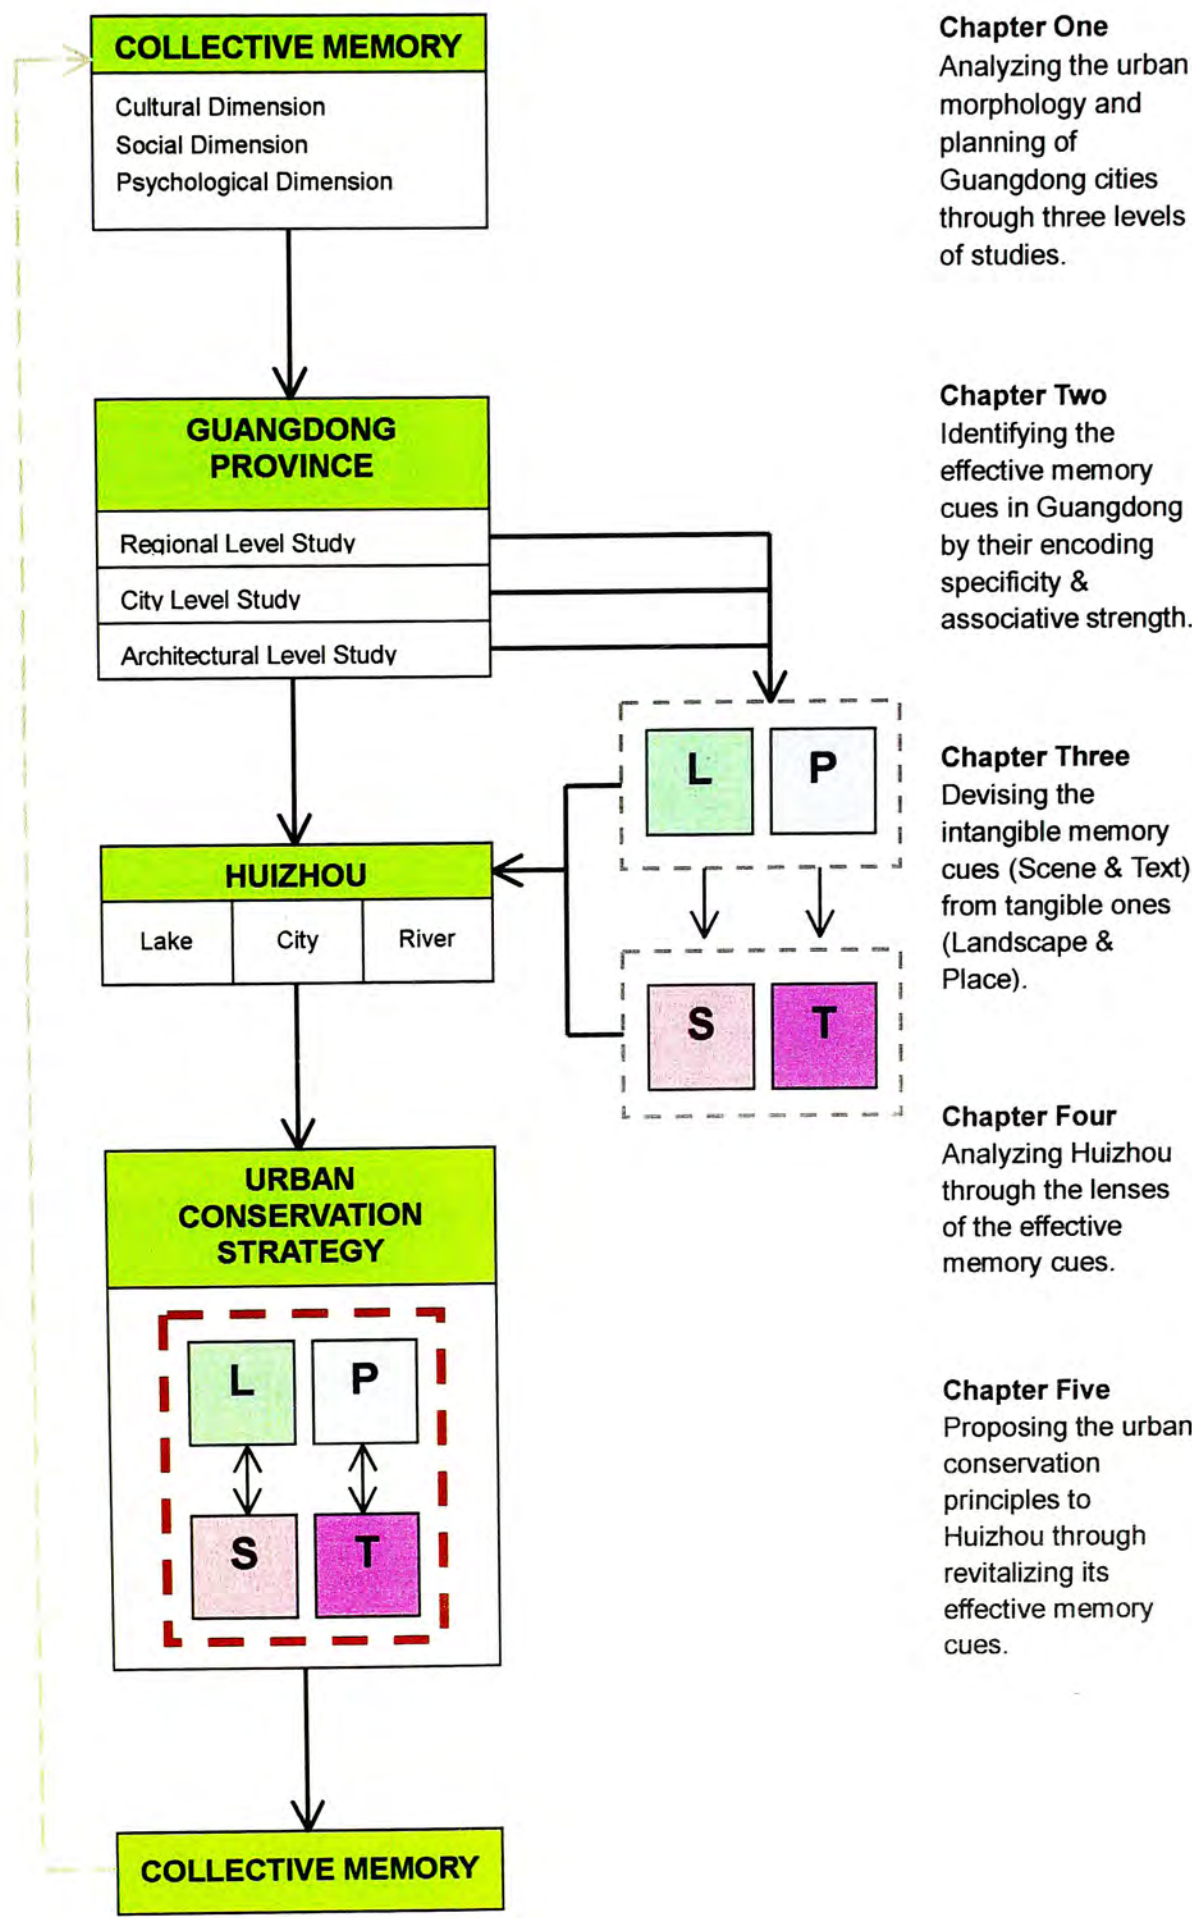 COLLECTIVE MEMORY
Cultural Dimension
Social Dimension
Psychological Dimension
GUANGDONG
PROVINCE
Regional Level Study
City Level Study
Architectural Level Study
L P
S T
HUIZHOU
Lake City River
URBAN
CONSERVATION
STRATEGY
L P
S T
COLLECTIVE MEMORY
Chapter One
Analyzing the urban
morphology and
planning of
Guangdong cities
through three levels
of studies.
Chapter Two
Identifying the
effective memory
cues in Guangdong
by their encoding
specificity &
associative strength.
Chapter Three
Devising the
intangible memory
cues (Scene & Text)
from tangible ones
(Landscape &
Place).
Chapter Four
Analyzing Huizhou
through the lenses
of the effective
memory cues.
Chapter Five
Proposing the urban
conservation
principles to
Huizhou through
revitalizing its
effective memory
cues.